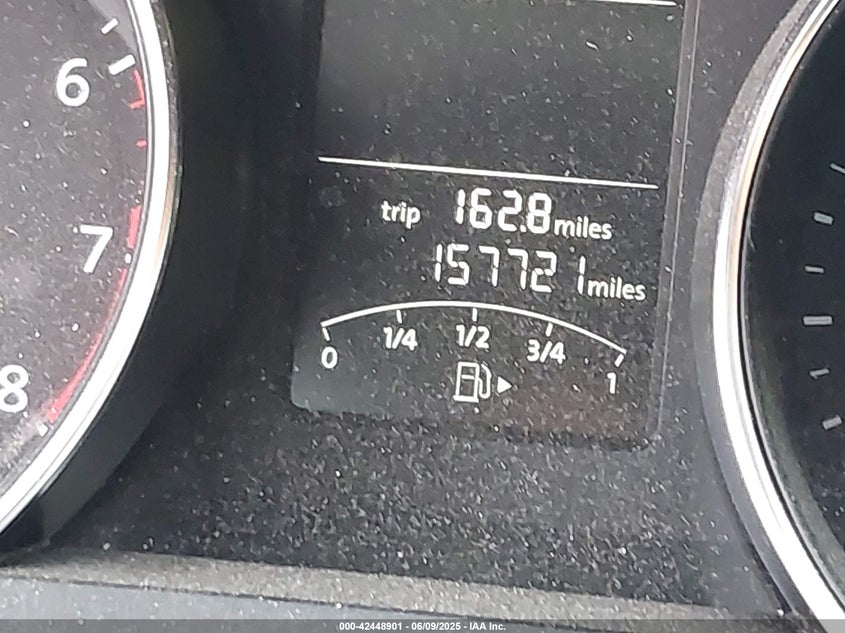 6
7
8
trip 162.8 miles
157721 miles
0 1/4 1/2 3/4 1
000-42448901 - 06/09/2025 - IAA Inc.